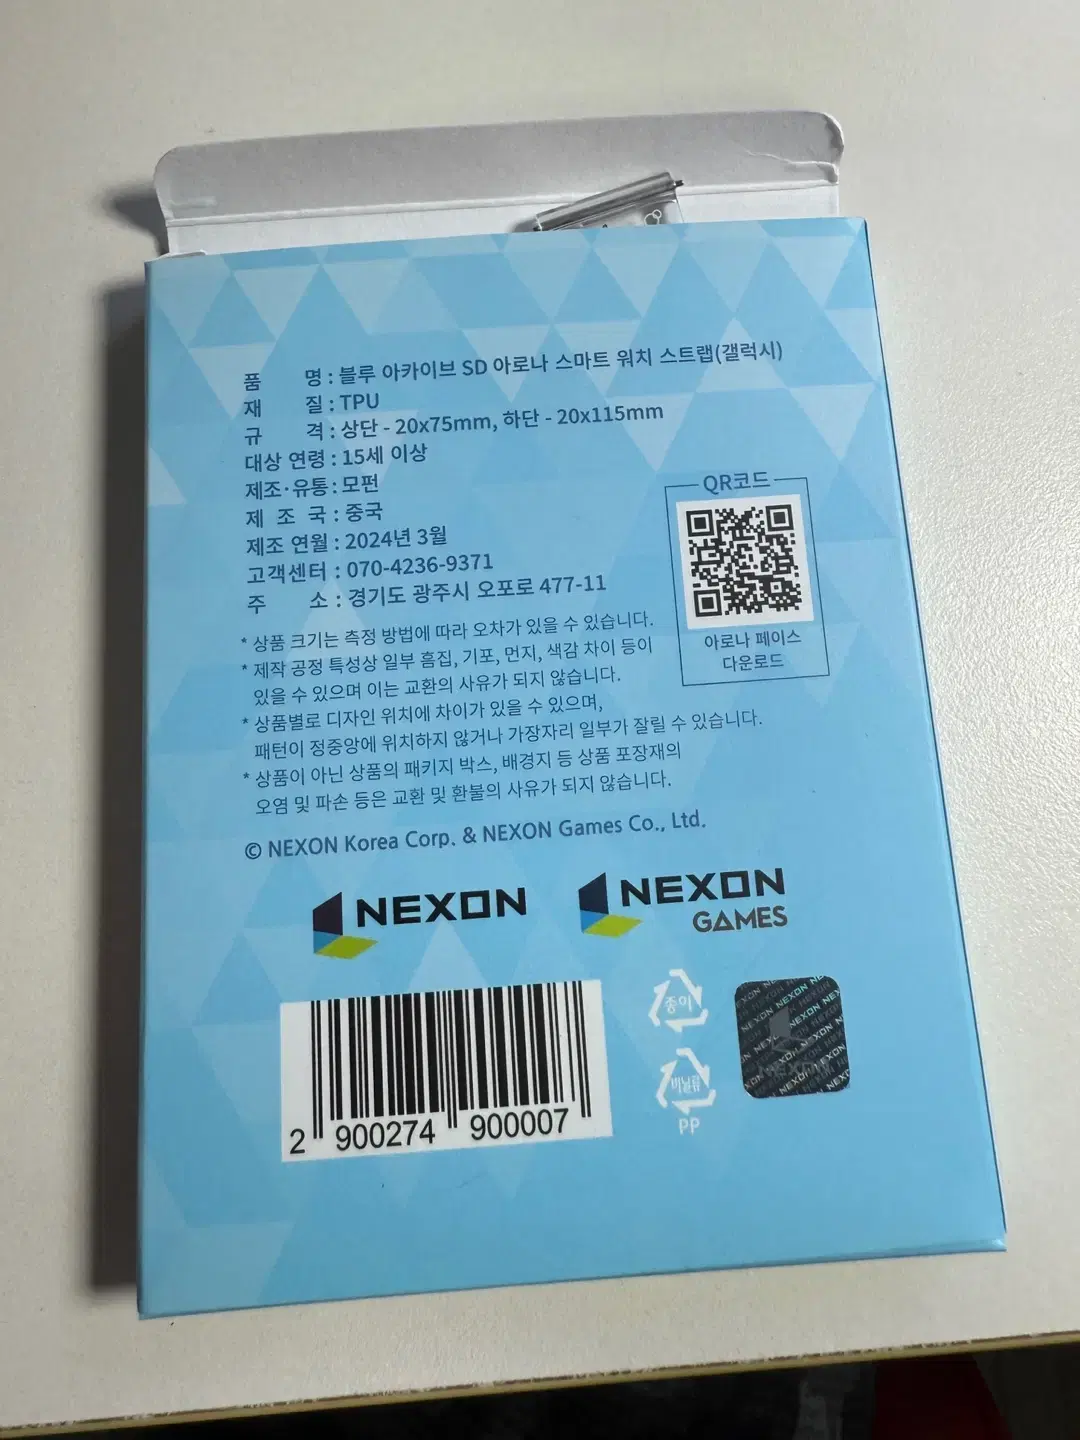 품 명 : 블루 아카이브 SD 아로나 스마트 워치 스트랩(갤럭시)
재 질 : TPU
규 격 : 상단 - 20x75mm, 하단 - 20x115mm
대상 연령 : 15세 이상
제조·유통 : 모펀
제 조 국 : 중국
제조 연월 : 2024년 3월
고객센터 : 070-4236-9371
주 소 : 경기도 광주시 오포로 477-11
QR코드
아로나 페이스
다운로드
* 상품 크기는 측정 방법에 따라 오차가 있을 수 있습니다.
* 제작 공정 특성상 일부 흠집, 기포, 먼지, 색감 차이 등이
있을 수 있으며 이는 교환의 사유가 되지 않습니다.
* 상품별로 디자인 위치에 차이가 있을 수 있으며,
패턴이 정중앙에 위치하지 않거나 가장자리 일부가 잘릴 수 있습니다.
* 상품이 아닌 상품의 패키지 박스, 배경지 등 상품 포장재의
오염 및 파손 등은 교환 및 환불의 사유가 되지 않습니다.
© NEXON Korea Corp. & NEXON Games Co., Ltd.
NEXON
NEXON
GAMES
종이
비닐류
PP
NEXON
2 900274 900007